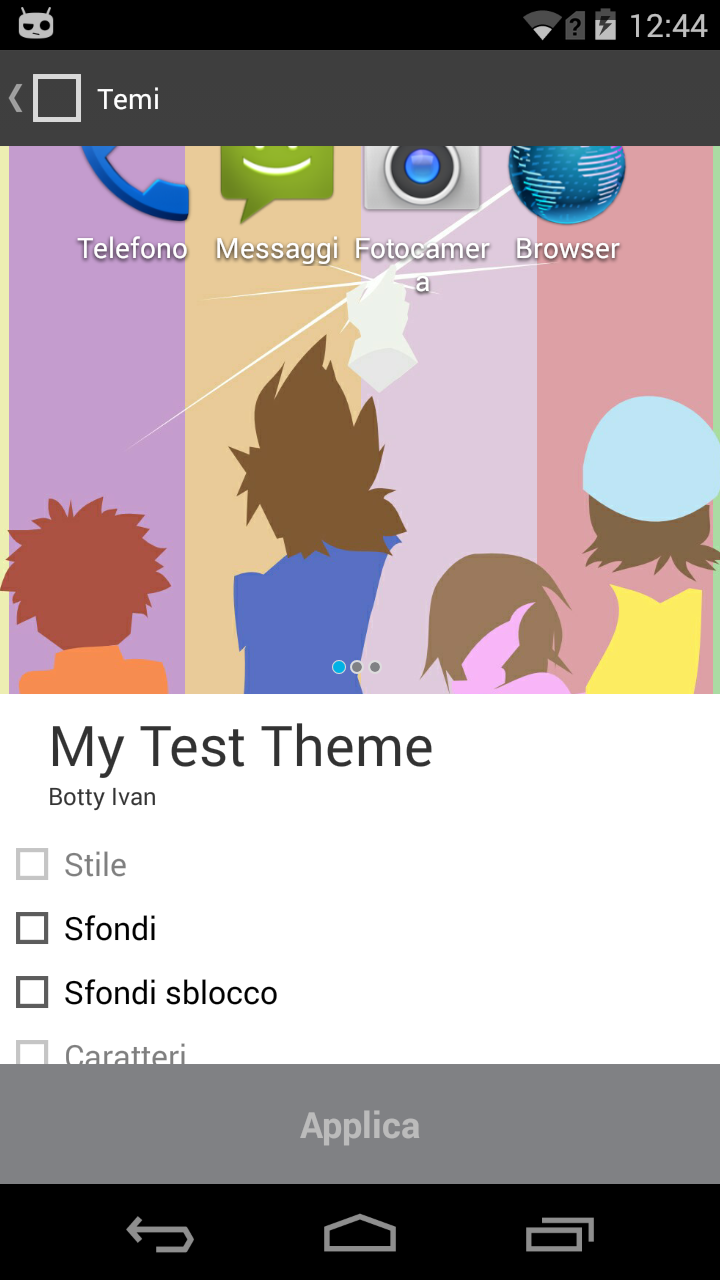 12:44
Temi
Telefono Messaggi Fotocamer Browser
a
My Test Theme
Botty Ivan
Stile
Sfondi
Sfondi sblocco
Caratteri
Applica